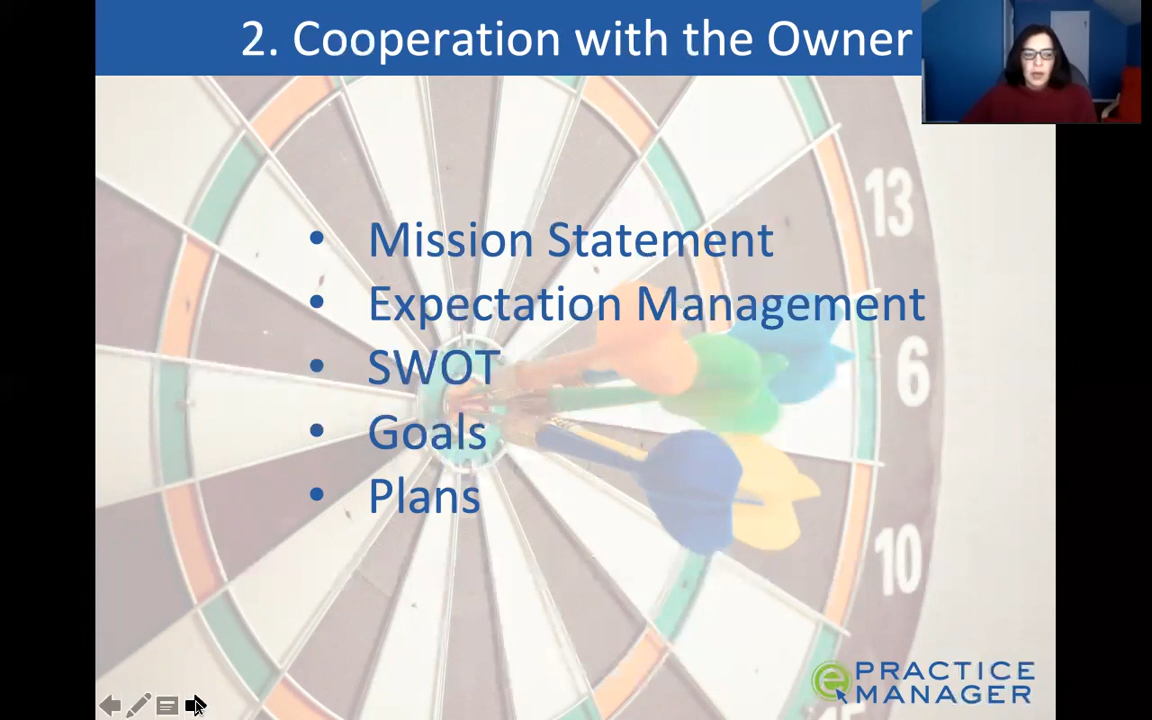 2. Cooperation with the Owner
• Mission Statement
• Expectation Management
• SWOT
• Goals
• Plans
13
6
10
e PRACTICE
MANAGER